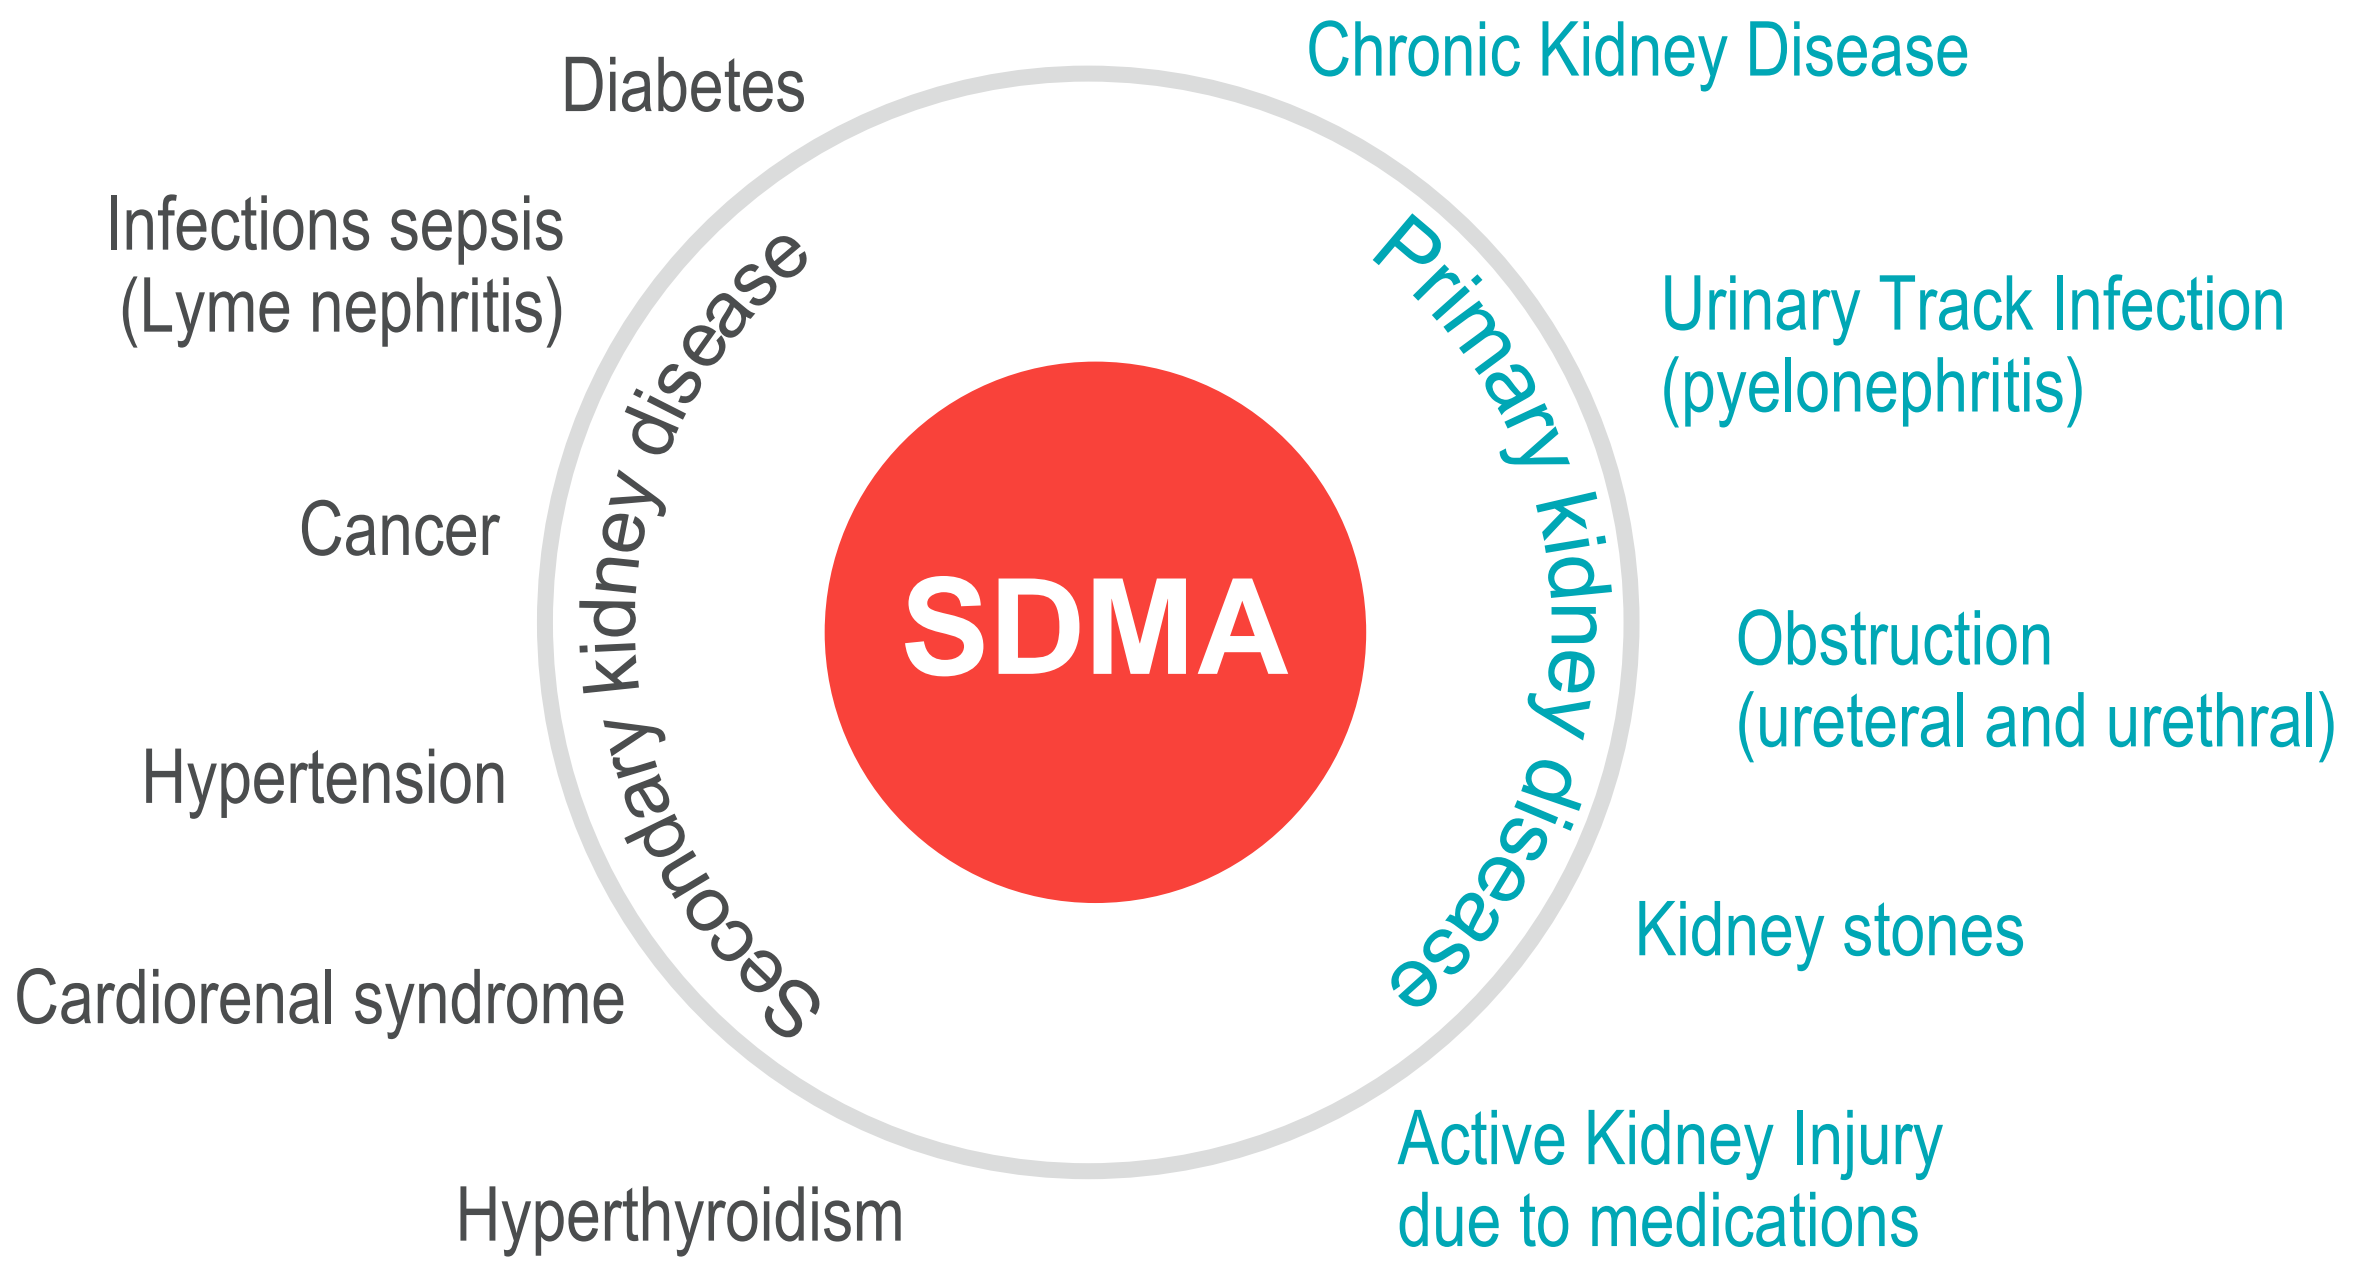 Diabetes
Infections sepsis
(Lyme nephritis)
Cancer
Hypertension
Cardiorenal syndrome
Hyperthyroidism
Secondary kidney disease
SDMA
Primary kidney disease
Chronic Kidney Disease
Urinary Track Infection
(pyelonephritis)
Obstruction
(ureteral and urethral)
Kidney stones
Active Kidney Injury
due to medications